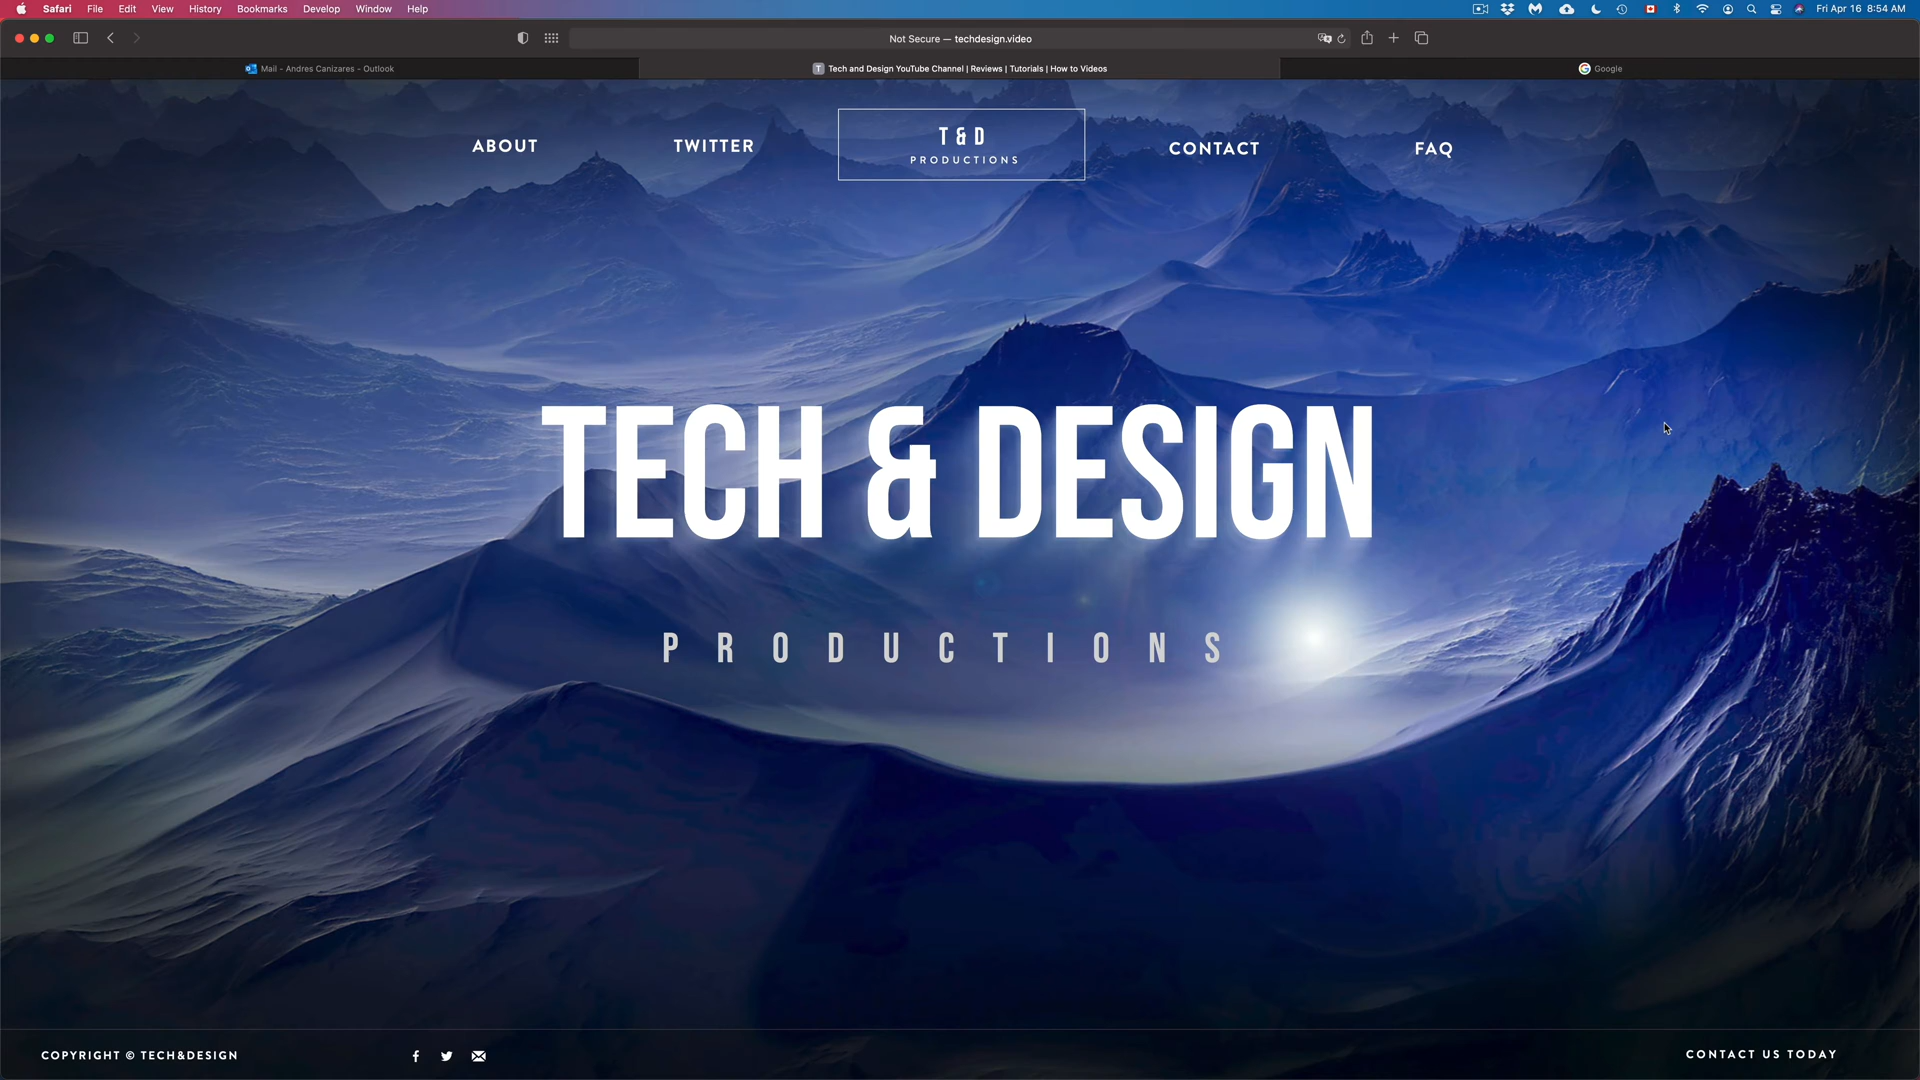 Safari File Edit View History Bookmarks Develop Window Help Fri Apr 16 8:54 AM
Not Secure — techdesign.video
Mail - Andres Canizares - Outlook
T Tech and Design YouTube Channel | Reviews | Tutorials | How to Videos
Google
ABOUT
TWITTER
T & D
PRODUCTIONS
CONTACT
FAQ
TECH & DESIGN
PRODUCTIONS
COPYRIGHT © TECH&DESIGN
CONTACT US TODAY